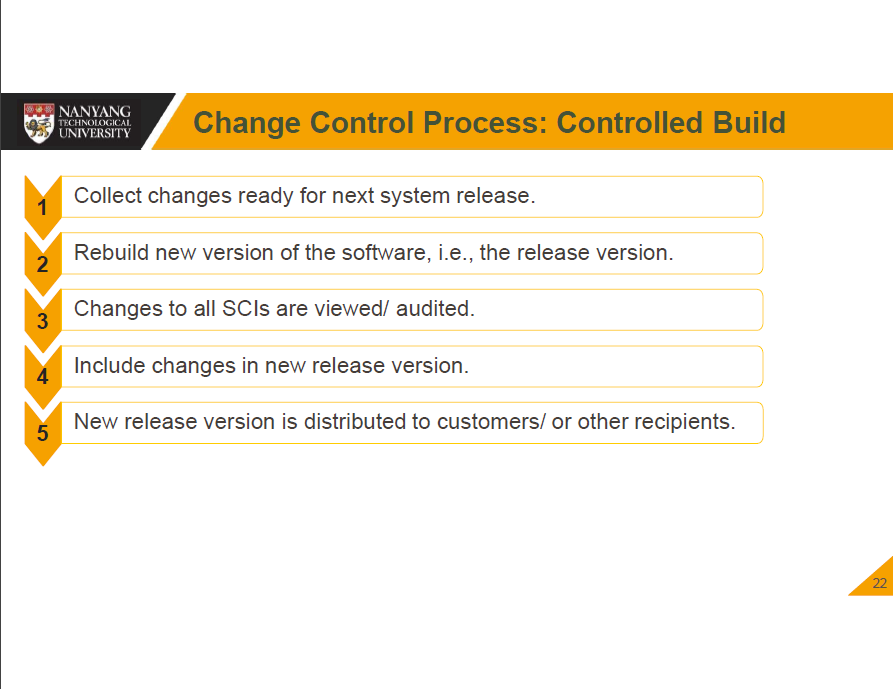 NANYANG
TECHNOLOGICAL
UNIVERSITY
Change Control Process: Controlled Build
1
Collect changes ready for next system release.
2
Rebuild new version of the software, i.e., the release version.
3
Changes to all SCIs are viewed/ audited.
4
Include changes in new release version.
5
New release version is distributed to customers/ or other recipients.
22